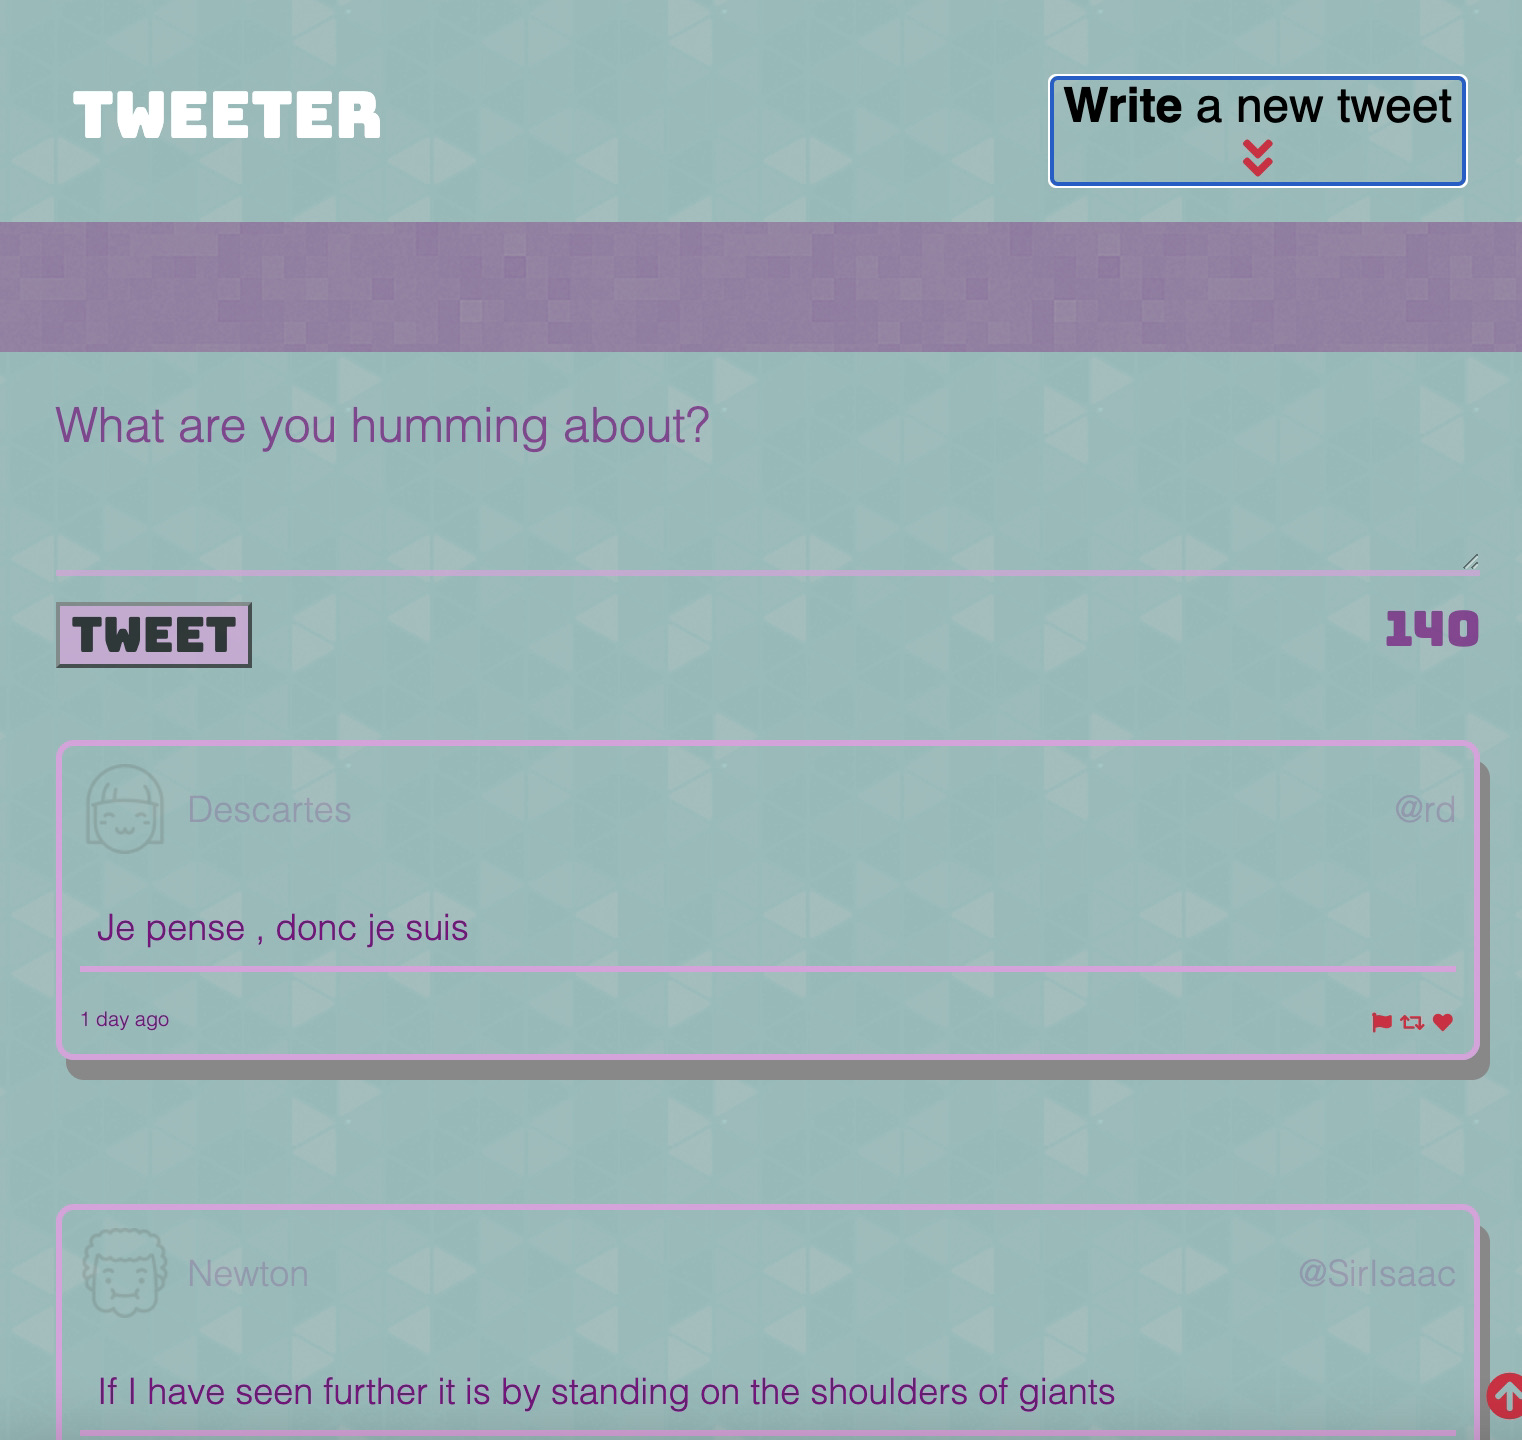 TWEETER
Write a new tweet
What are you humming about?
TWEET
140
Descartes
@rd
Je pense , donc je suis
1 day ago
Newton
@SirIsaac
If I have seen further it is by standing on the shoulders of giants